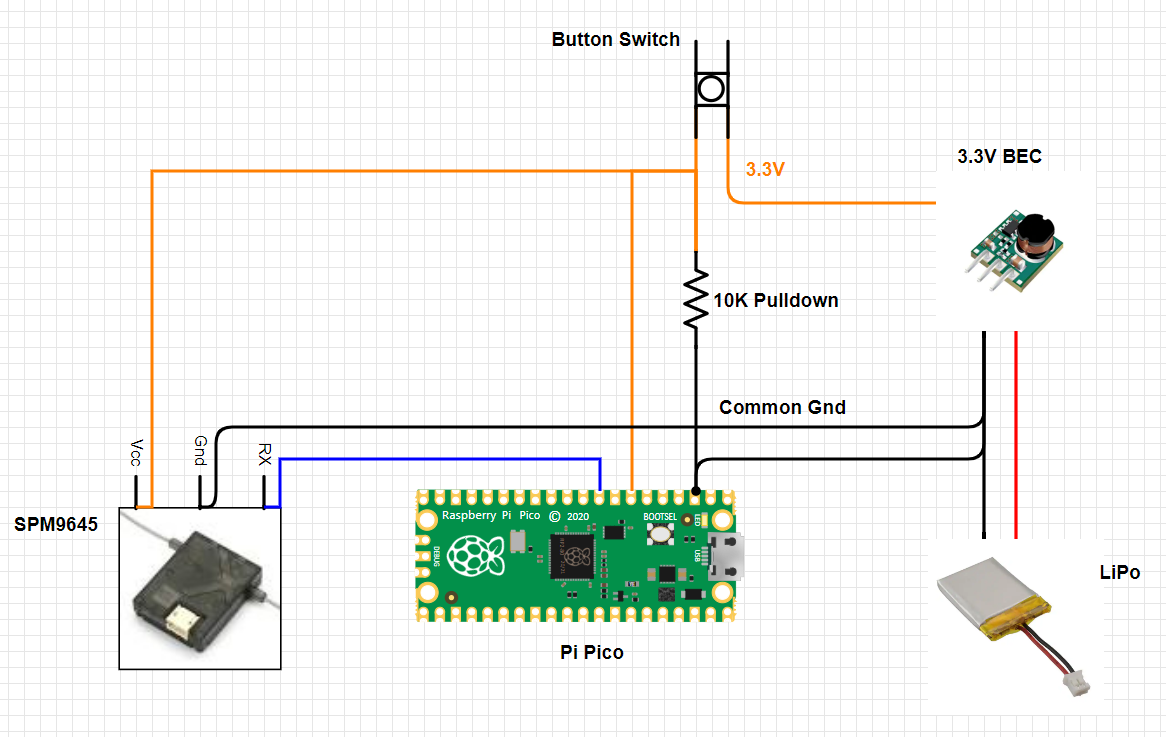 Button Switch
3.3V BEC
3.3V
10K Pulldown
Common Gnd
Vcc
Gnd
RX
SPM9645
Raspberry Pi Pico © 2020
BOOTSEL
LED
DEBUG
USB
LiPo
Pi Pico